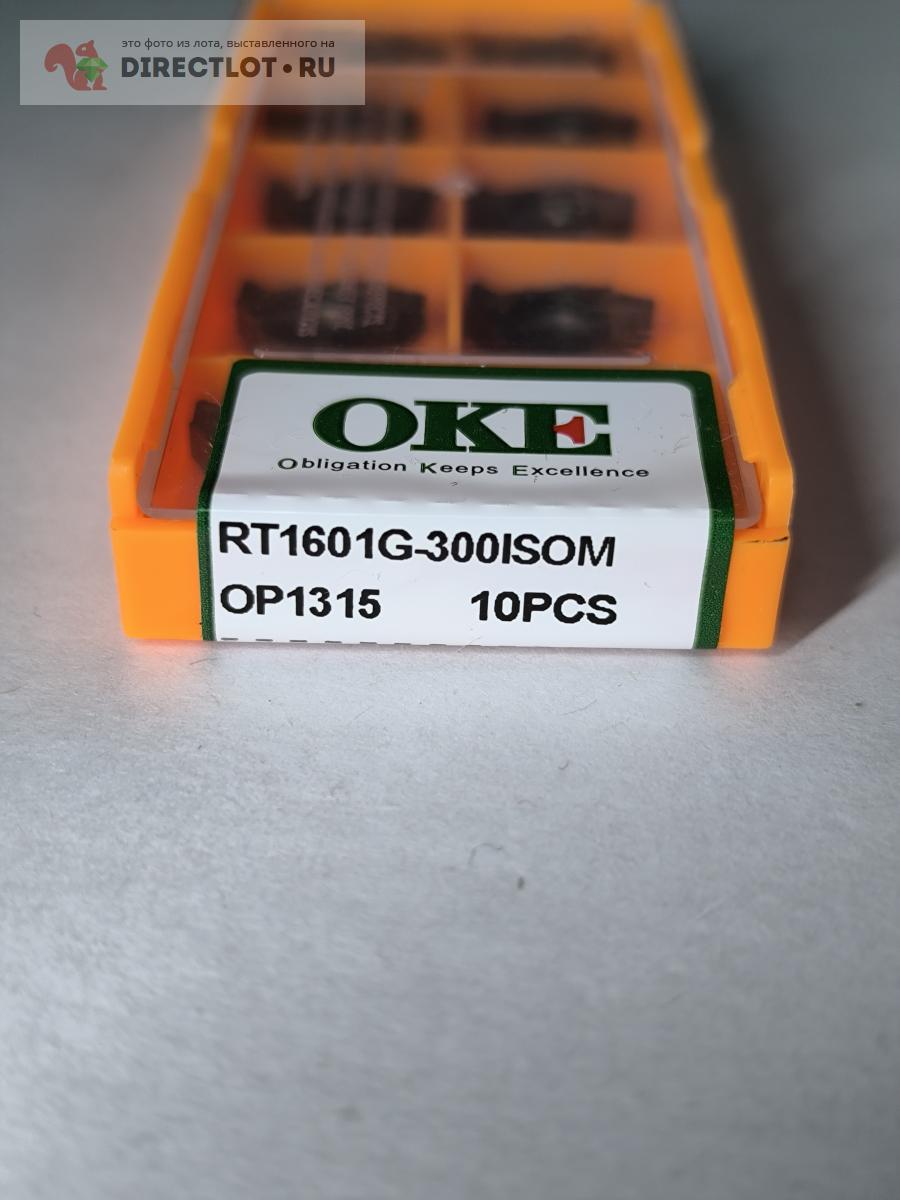 это фото из лота, выставленного на
DIRECTLOT•RU
OKE
Obligation Keeps Excellence
RT1601G-300ISOM
OP1315 10PCS